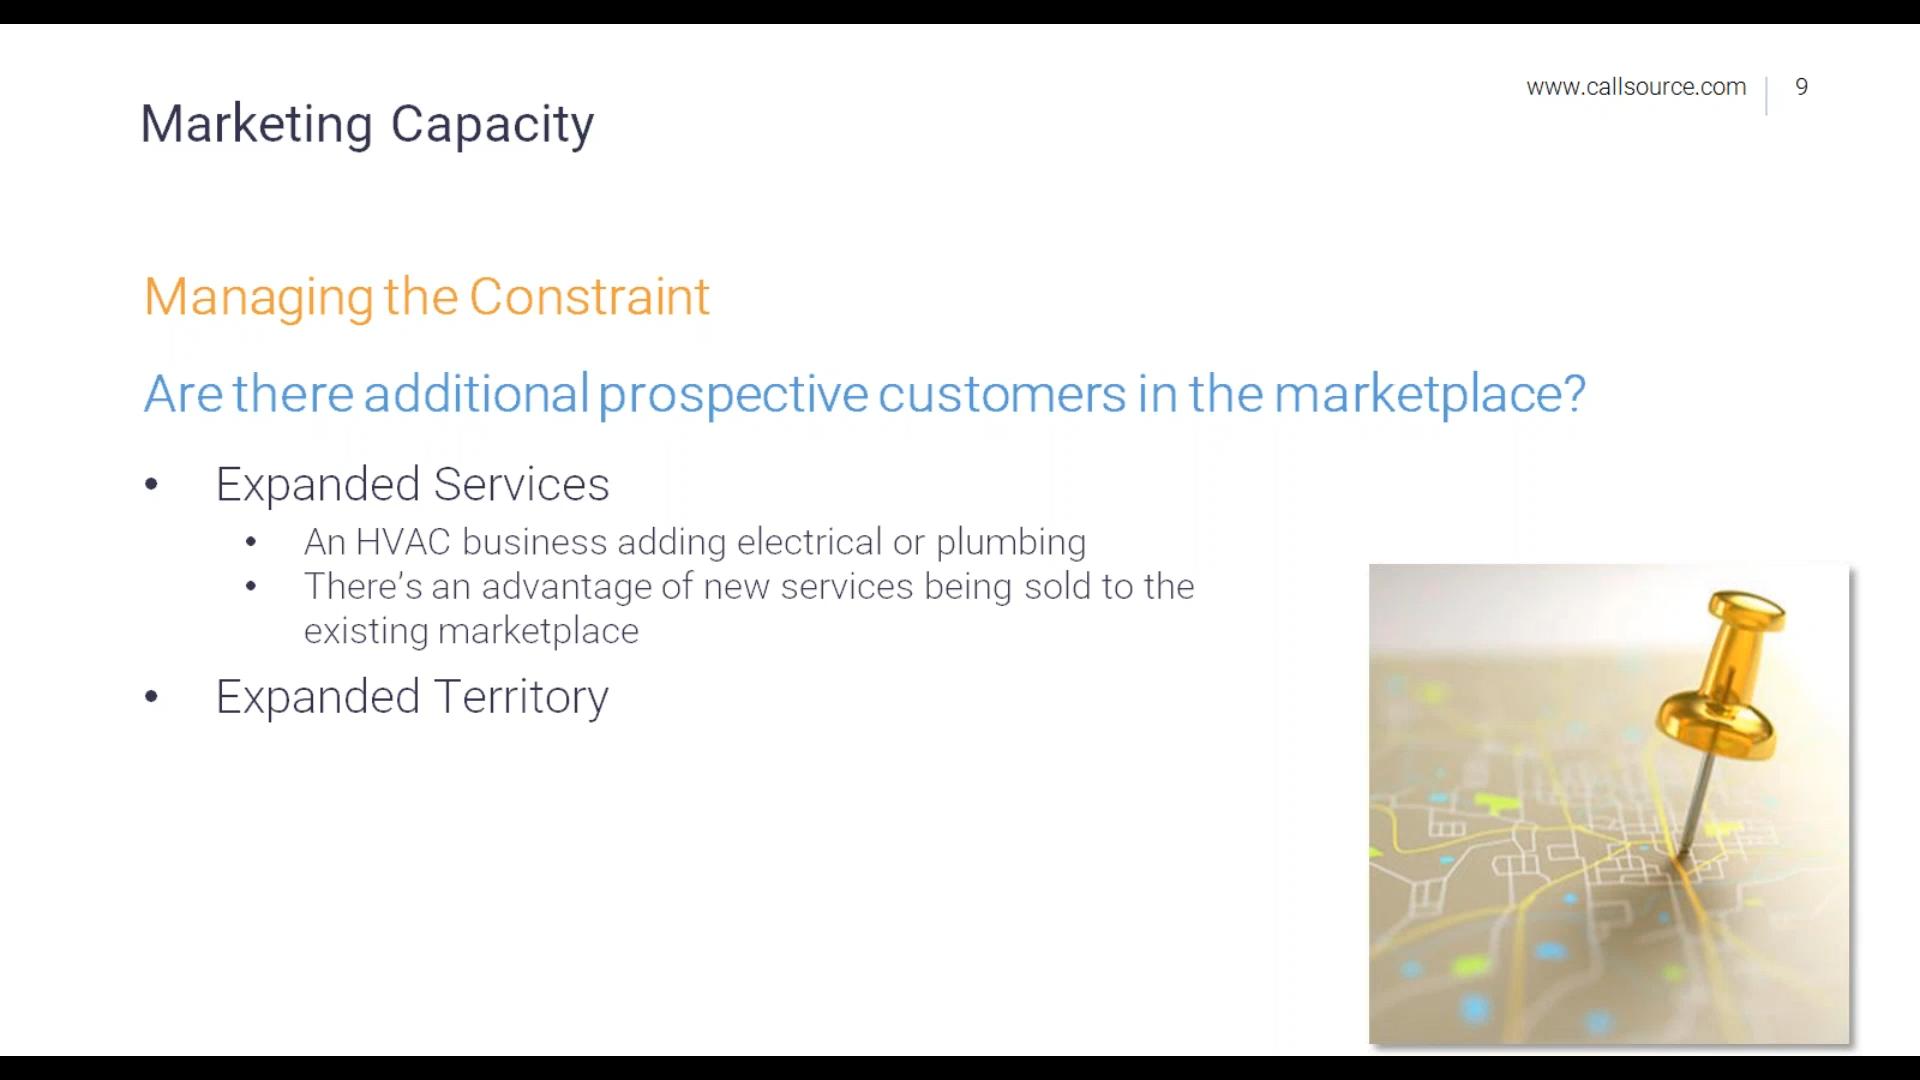 www.callsource.com 9
Marketing Capacity
Managing the Constraint
Are there additional prospective customers in the marketplace?
• Expanded Services
• An HVAC business adding electrical or plumbing
• There’s an advantage of new services being sold to the
existing marketplace
• Expanded Territory